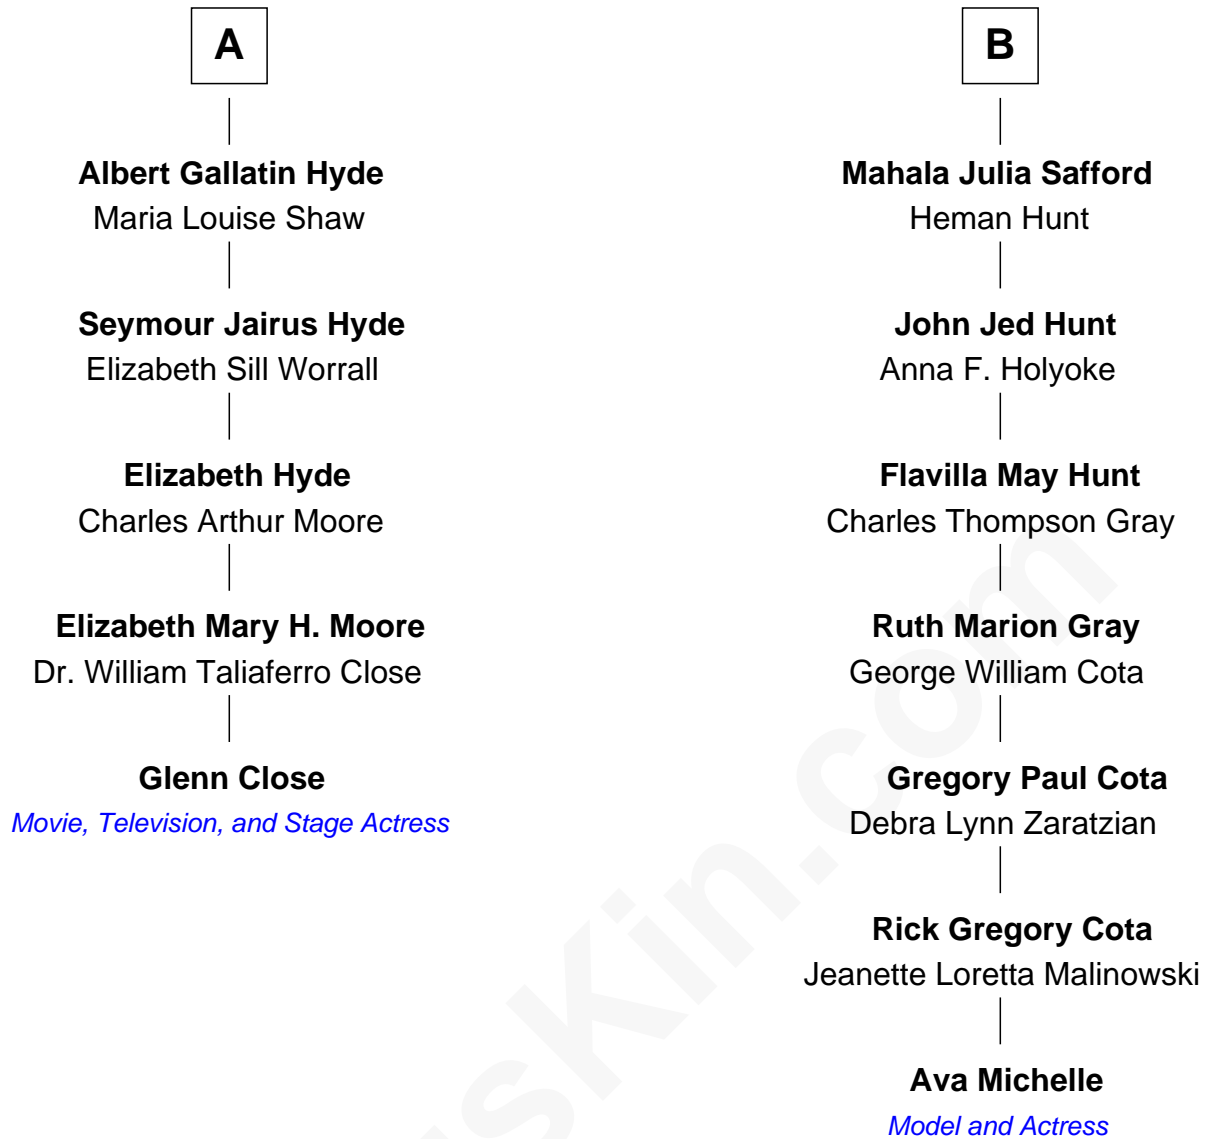 A
Albert Gallatin Hyde
Maria Louise Shaw
Seymour Jairus Hyde
Elizabeth Sill Worrall
Elizabeth Hyde
Charles Arthur Moore
Elizabeth Mary H. Moore
Dr. William Taliaferro Close
Glenn Close
Movie, Television, and Stage Actress
B
Mahala Julia Safford
Heman Hunt
John Jed Hunt
Anna F. Holyoke
Flavilla May Hunt
Charles Thompson Gray
Ruth Marion Gray
George William Cota
Gregory Paul Cota
Debra Lynn Zaratzian
Rick Gregory Cota
Jeanette Loretta Malinowski
Ava Michelle
Model and Actress